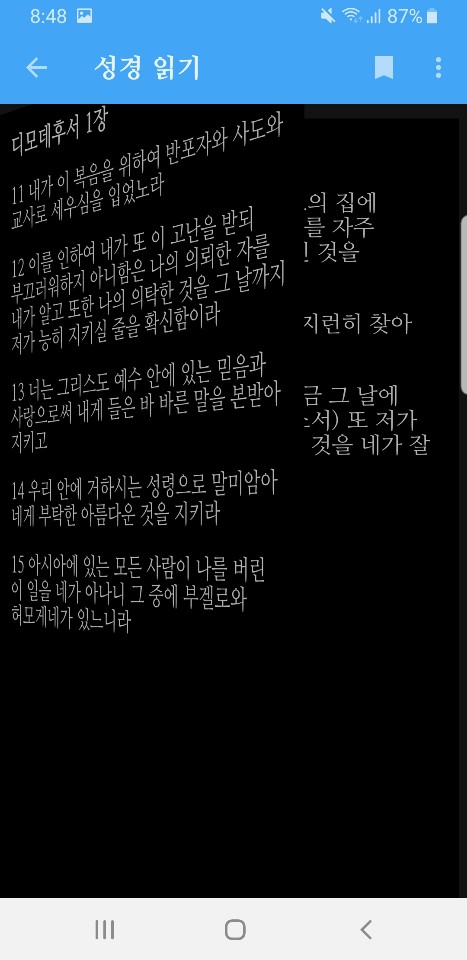 8:48
87%
성경 읽기
디모데후서 1장
11 내가 이 복음을 위하여 반포자와 사도와
교사로 세우심을 입었노라
12 이를 인하여 내가 또 이 고난을 받되
부끄러워하지 아니함은 나의 의뢰한 자를
내가 알고 또한 나의 의탁한 것을 그 날까지
저가 능히 지키실 줄을 확신함이라
13 너는 그리스도 예수 안에 있는 믿음과
사랑으로써 내게 들은 바 바른 말을 본받아
지키고
14 우리 안에 거하시는 성령으로 말미암아
네게 부탁한 아름다운 것을 지키라
15 아시아에 있는 모든 사람이 나를 버린
이 일을 네가 아나니 그 중에 부겔로와
허모게네가 있느니라
의 집에
를 자주
것을
지런히 찾아
금 그 날에
서) 또 저가
것을 네가 잘